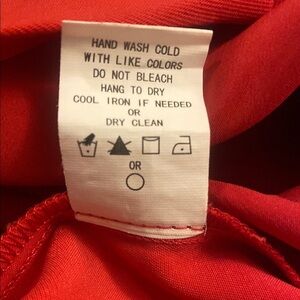 HAND WASH COLD
WITH LIKE COLORS
DO NOT BLEACH
HANG TO DRY
COOL IRON IF NEEDED
OR
DRY CLEAN
OR